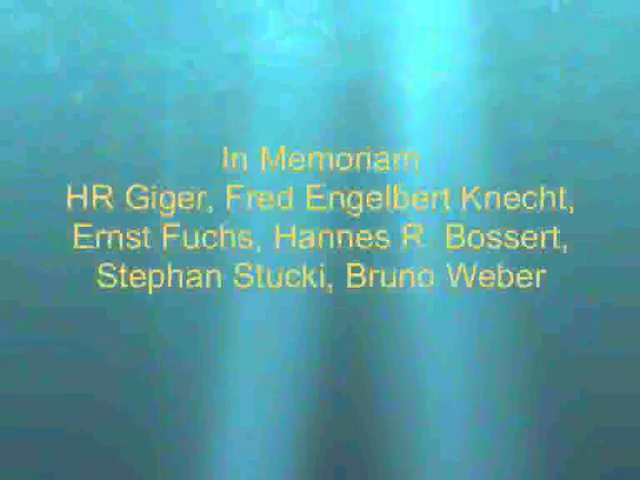 In Memoriam
HR Giger, Fred Engelbert Knecht,
Ernst Fuchs, Hannes R. Bossert,
Stephan Stucki, Bruno Weber